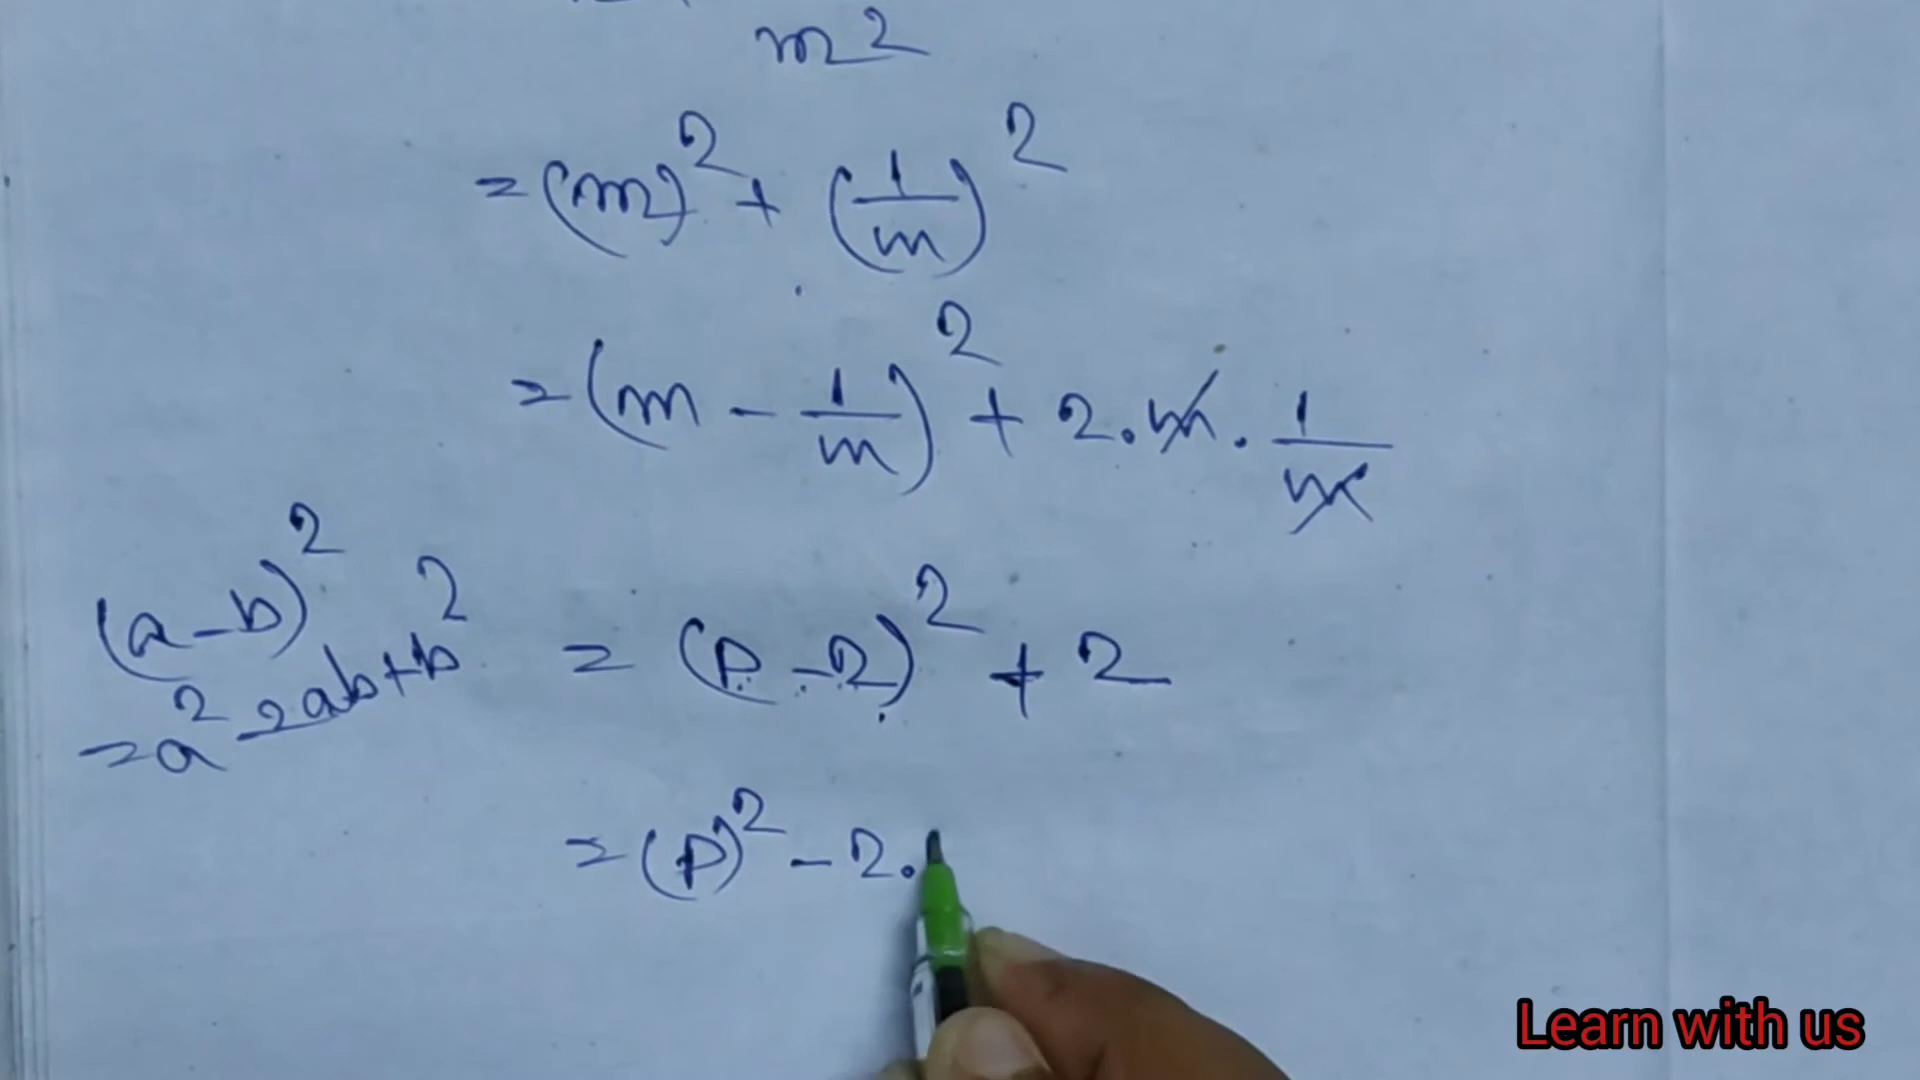 m²
= (m)² + (1/m)²
= (m - 1/m)² + 2.m.1/m
(a-b)²
= a² - 2ab + b²
= (P-2)² + 2
= (P)² - 2.
Learn with us